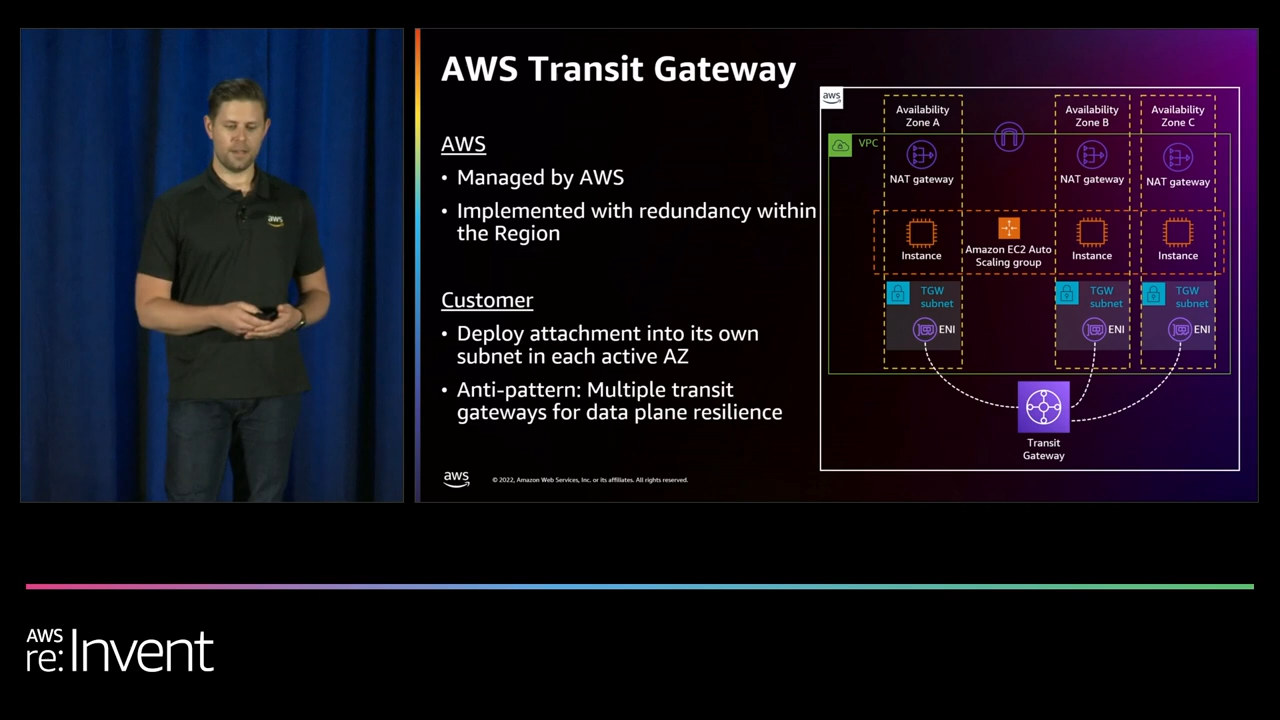 aws
AWS Transit Gateway
AWS
• Managed by AWS
• Implemented with redundancy within
the Region
Customer
• Deploy attachment into its own
subnet in each active AZ
• Anti-pattern: Multiple transit
gateways for data plane resilience
aws
© 2022, Amazon Web Services, Inc. or its affiliates. All rights reserved.
aws
Availability
Zone A
Availability
Zone B
Availability
Zone C
VPC
NAT gateway
NAT gateway
NAT gateway
Instance
Amazon EC2 Auto
Scaling group
Instance
Instance
TGW
subnet
TGW
subnet
TGW
subnet
ENI
ENI
ENI
Transit
Gateway
AWS
re:Invent